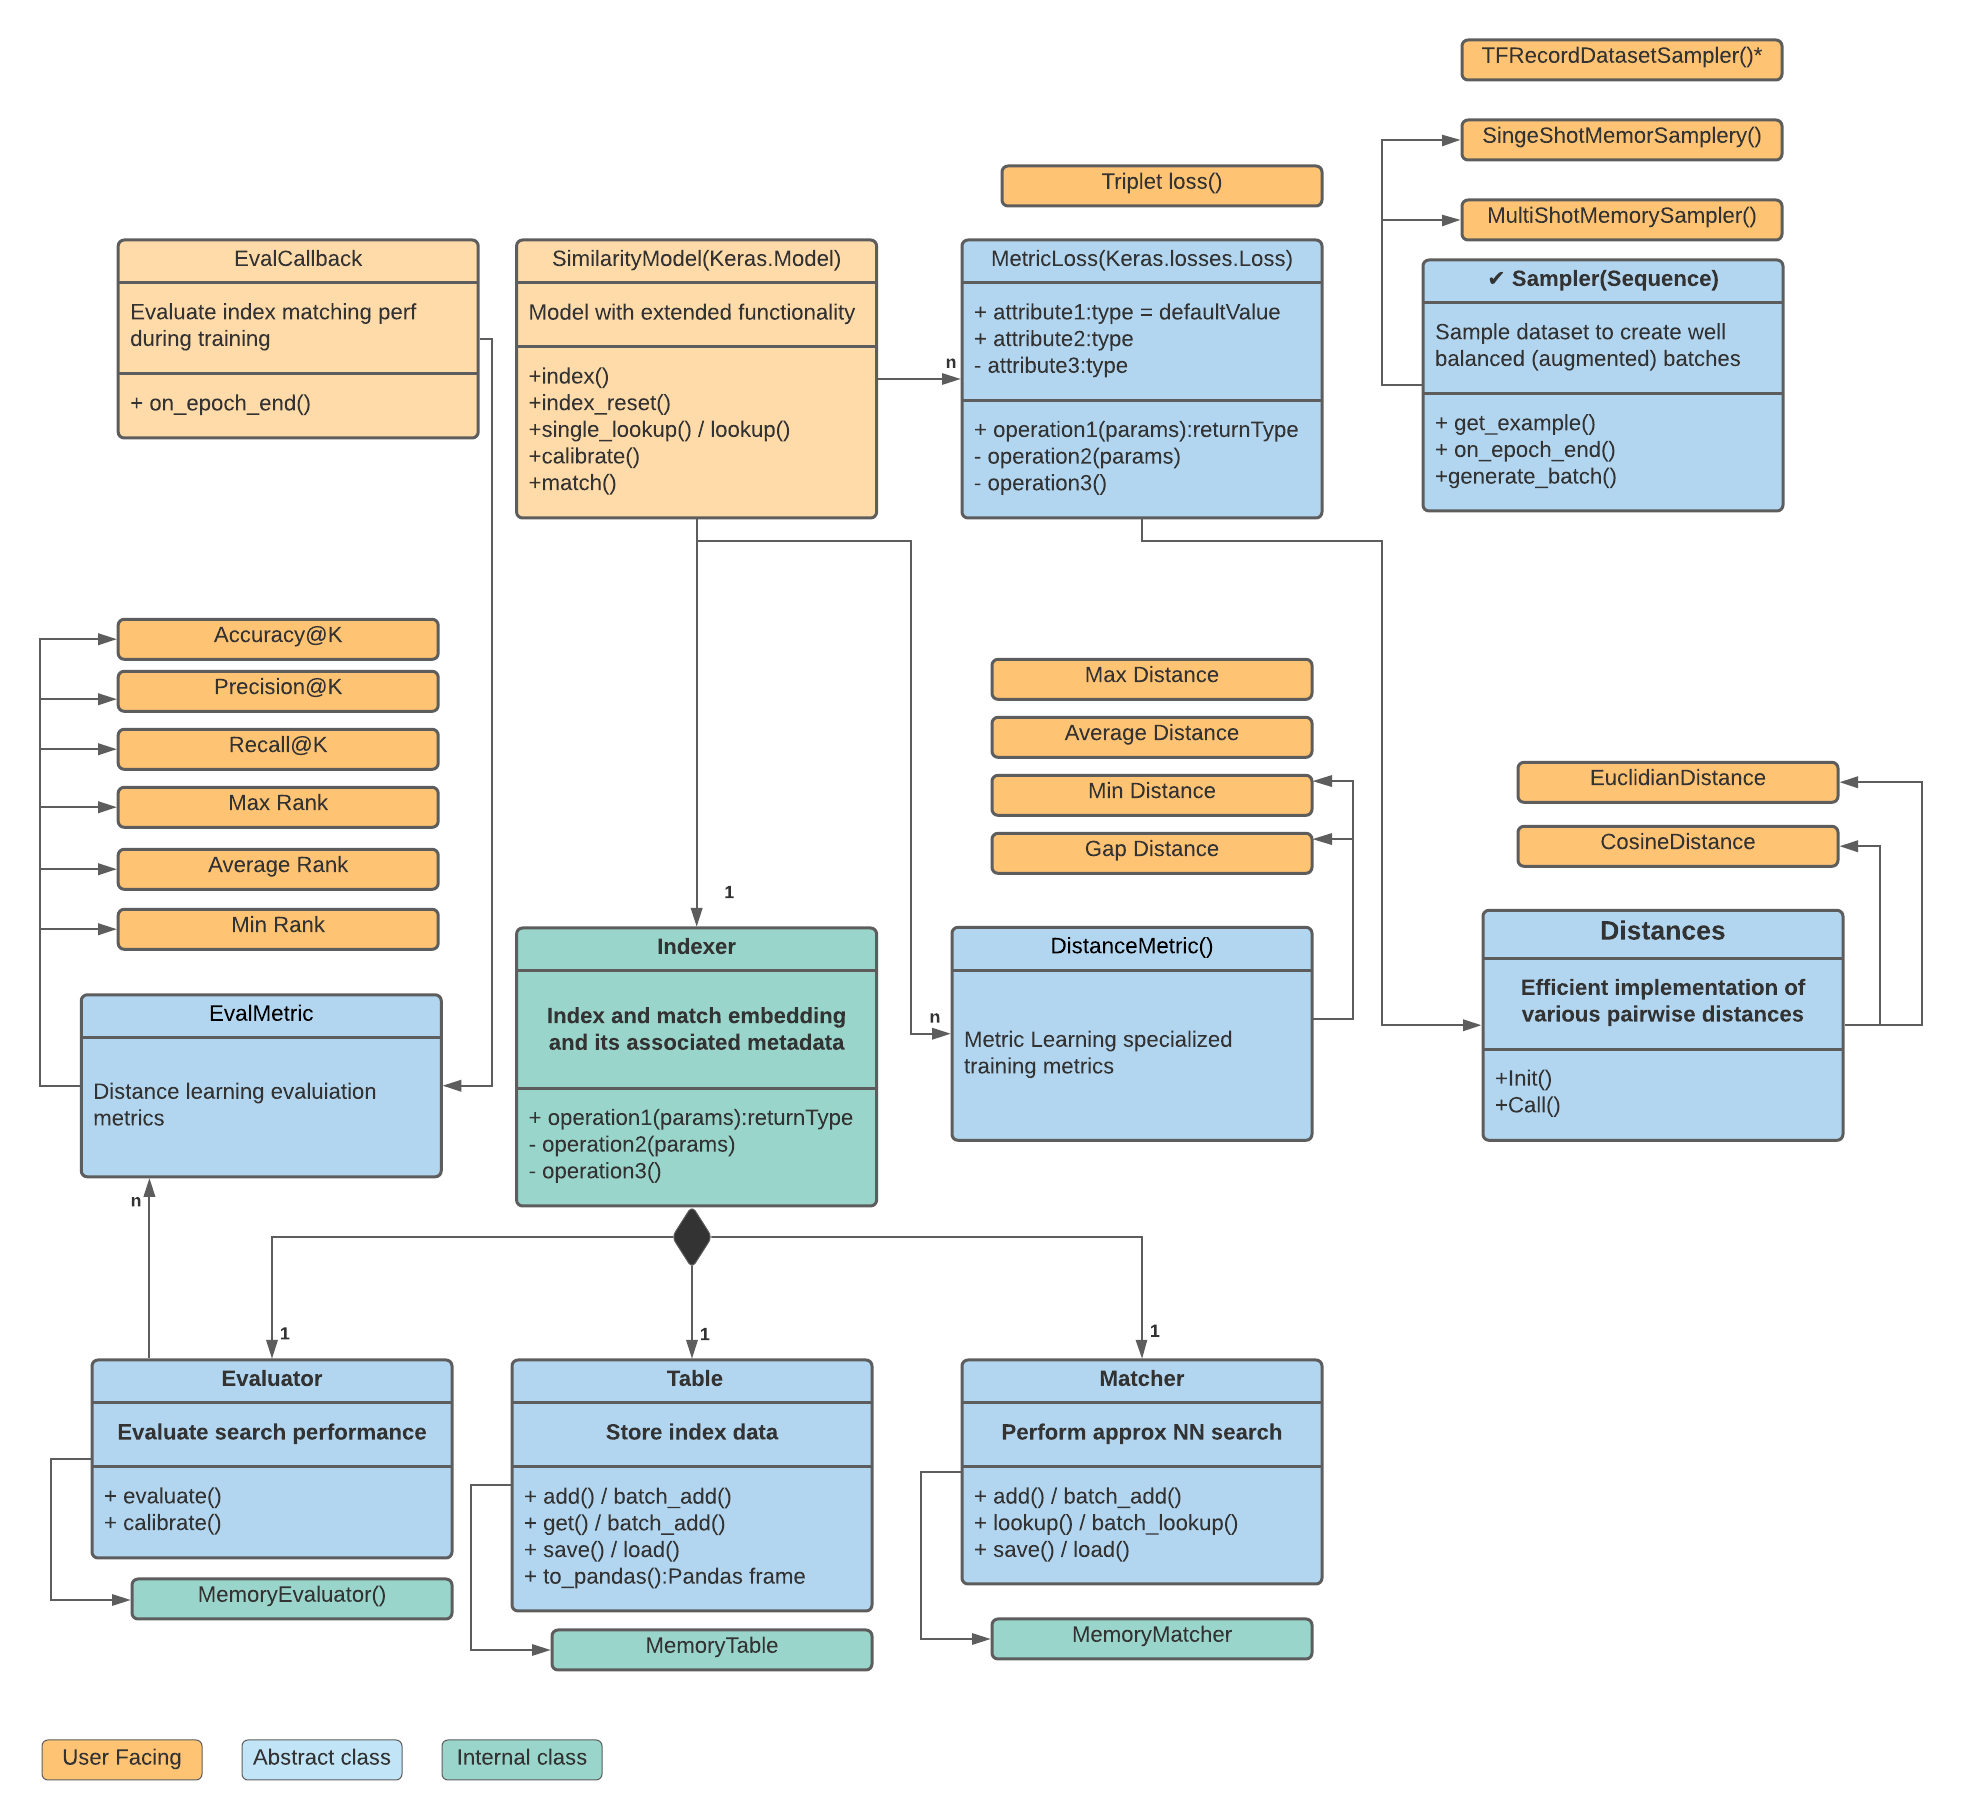 TFRecordDatasetSampler()*
SingeShotMemorSamplery()
MultiShotMemorySampler()
Triplet loss()
EvalCallback
Evaluate index matching perf
during training
+ on_epoch_end()
SimilarityModel(Keras.Model)
Model with extended functionality
+index()
+index_reset()
+single_lookup() / lookup()
+calibrate()
+match()
n
MetricLoss(Keras.losses.Loss)
+ attribute1:type = defaultValue
+ attribute2:type
- attribute3:type
+ operation1(params):returnType
- operation2(params)
- operation3()
✔ Sampler(Sequence)
Sample dataset to create well
balanced (augmented) batches
+ get_example()
+ on_epoch_end()
+generate_batch()
Accuracy@K
Precision@K
Recall@K
Max Rank
Average Rank
Min Rank
EvalMetric
Distance learning evaluiation
metrics
n
1
Indexer
Index and match embedding
and its associated metadata
+ operation1(params):returnType
- operation2(params)
- operation3()
Max Distance
Average Distance
Min Distance
Gap Distance
n
DistanceMetric()
Metric Learning specialized
training metrics
EuclidianDistance
CosineDistance
Distances
Efficient implementation of
various pairwise distances
+Init()
+Call()
1
Evaluator
Evaluate search performance
+ evaluate()
+ calibrate()
MemoryEvaluator()
1
Table
Store index data
+ add() / batch_add()
+ get() / batch_add()
+ save() / load()
+ to_pandas():Pandas frame
MemoryTable
1
Matcher
Perform approx NN search
+ add() / batch_add()
+ lookup() / batch_lookup()
+ save() / load()
MemoryMatcher
User Facing
Abstract class
Internal class